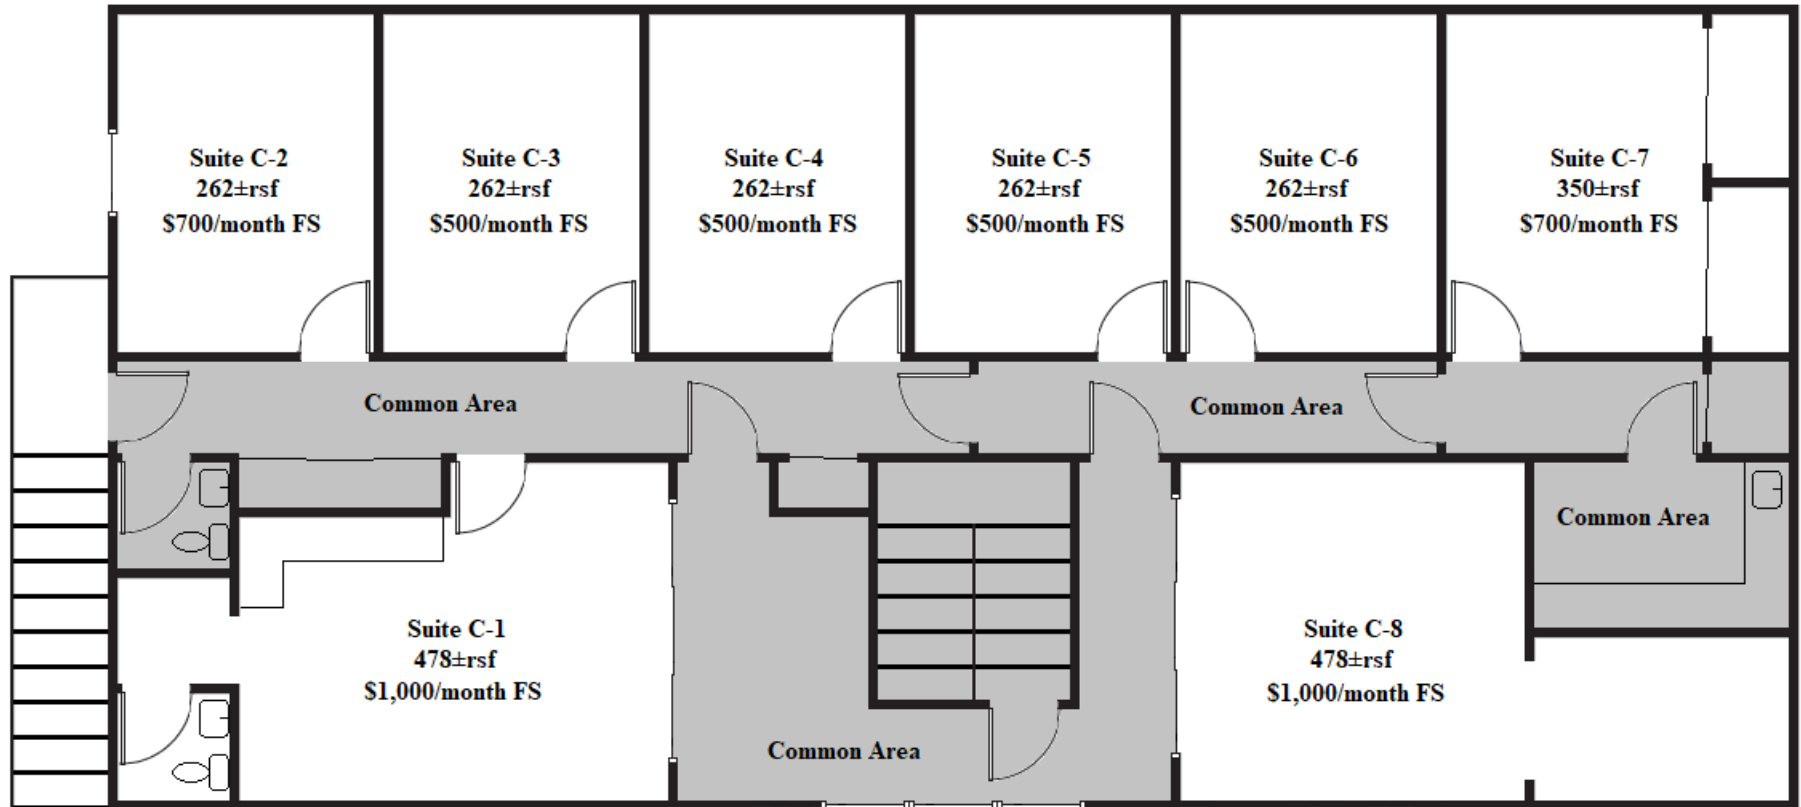 Suite C-2
262±rsf
$700/month FS
Suite C-3
262±rsf
$500/month FS
Suite C-4
262±rsf
$500/month FS
Suite C-5
262±rsf
$500/month FS
Suite C-6
262±rsf
$500/month FS
Suite C-7
350±rsf
$700/month FS
Common Area
Common Area
Common Area
Suite C-1
478±rsf
$1,000/month FS
Suite C-8
478±rsf
$1,000/month FS
Common Area